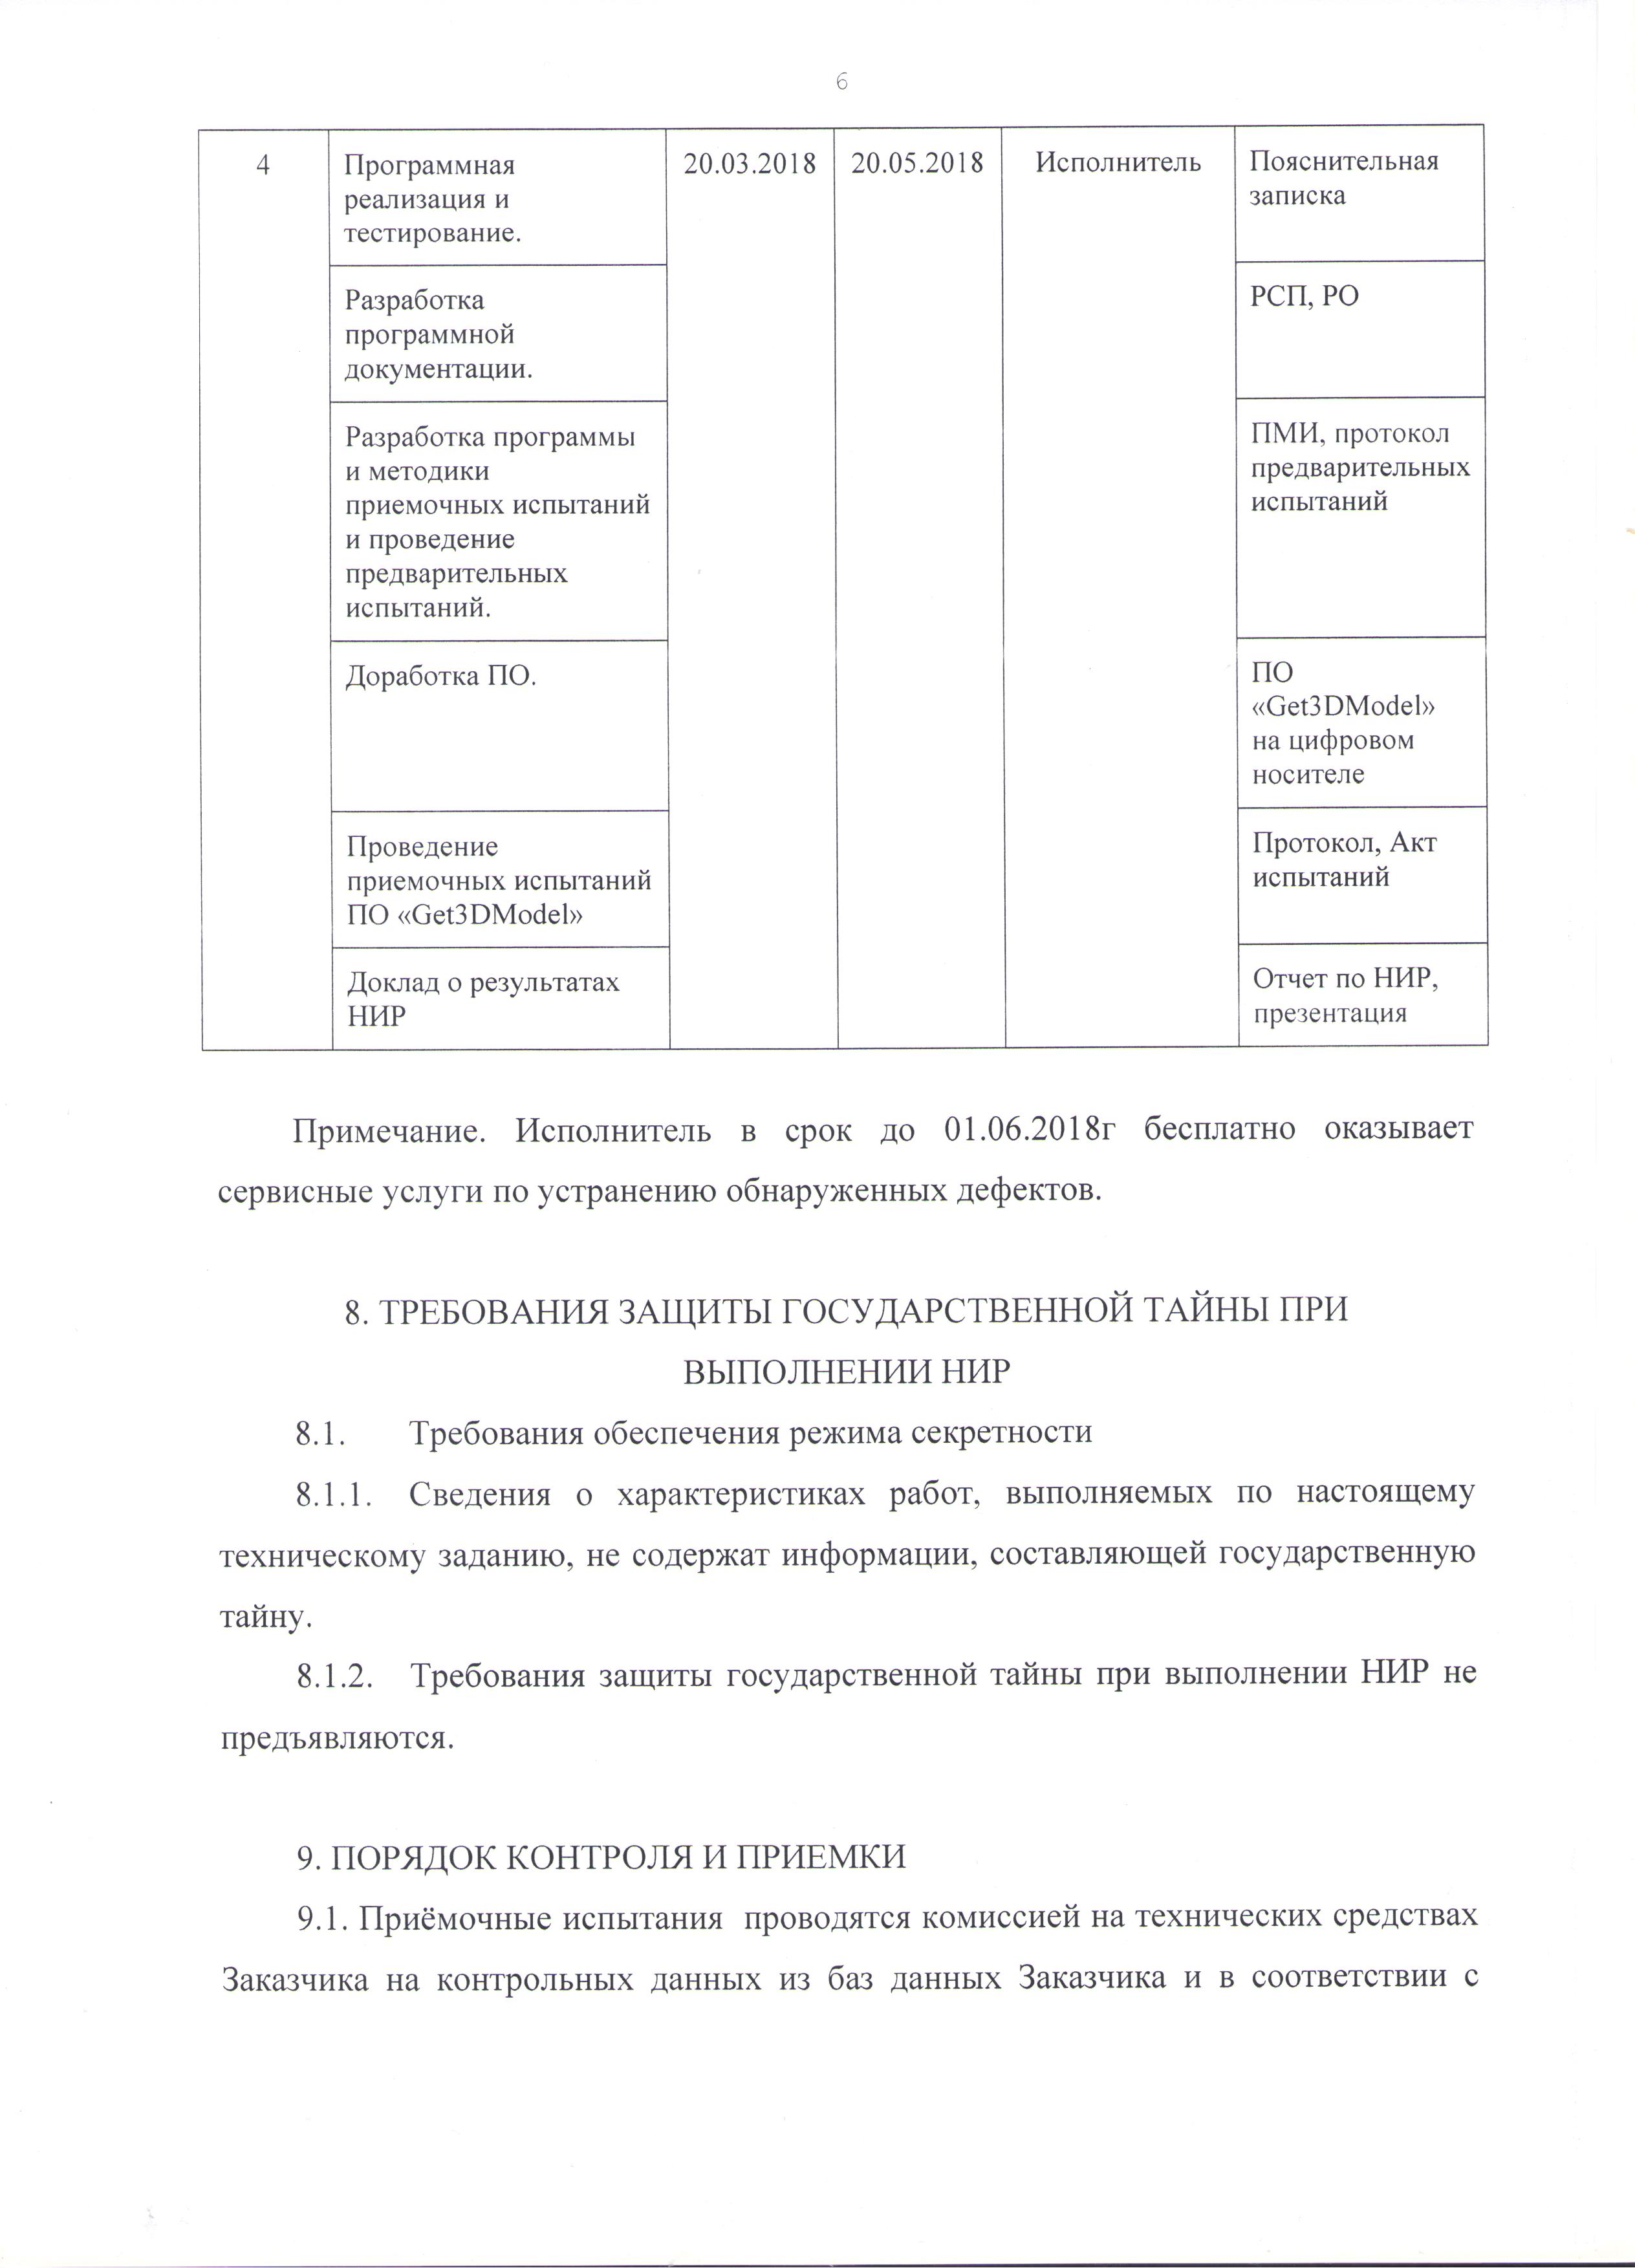 6
4
Программная
реализация и
тестирование.
20.03.2018
20.05.2018
Исполнитель
Пояснительная
записка
Разработка
программной
документации.
РСП, РО
Разработка программы
и методики
приемочных испытаний
и проведение
предварительных
испытаний.
ПМИ, протокол
предварительных
испытаний
Доработка ПО.
ПО
«Get3DModel»
на цифровом
носителе
Проведение
приемочных испытаний
ПО «Get3DModel»
Протокол, Акт
испытаний
Доклад о результатах
НИР
Отчет по НИР,
презентация
Примечание. Исполнитель в срок до 01.06.2018г бесплатно оказывает
сервисные услуги по устранению обнаруженных дефектов.
8. ТРЕБОВАНИЯ ЗАЩИТЫ ГОСУДАРСТВЕННОЙ ТАЙНЫ ПРИ
ВЫПОЛНЕНИИ НИР
8.1. Требования обеспечения режима секретности
8.1.1. Сведения о характеристиках работ, выполняемых по настоящему
техническому заданию, не содержат информации, составляющей государственную
тайну.
8.1.2. Требования защиты государственной тайны при выполнении НИР не
предъявляются.
9. ПОРЯДОК КОНТРОЛЯ И ПРИЕМКИ
9.1. Приёмочные испытания проводятся комиссией на технических средствах
Заказчика на контрольных данных из баз данных Заказчика и в соответствии с